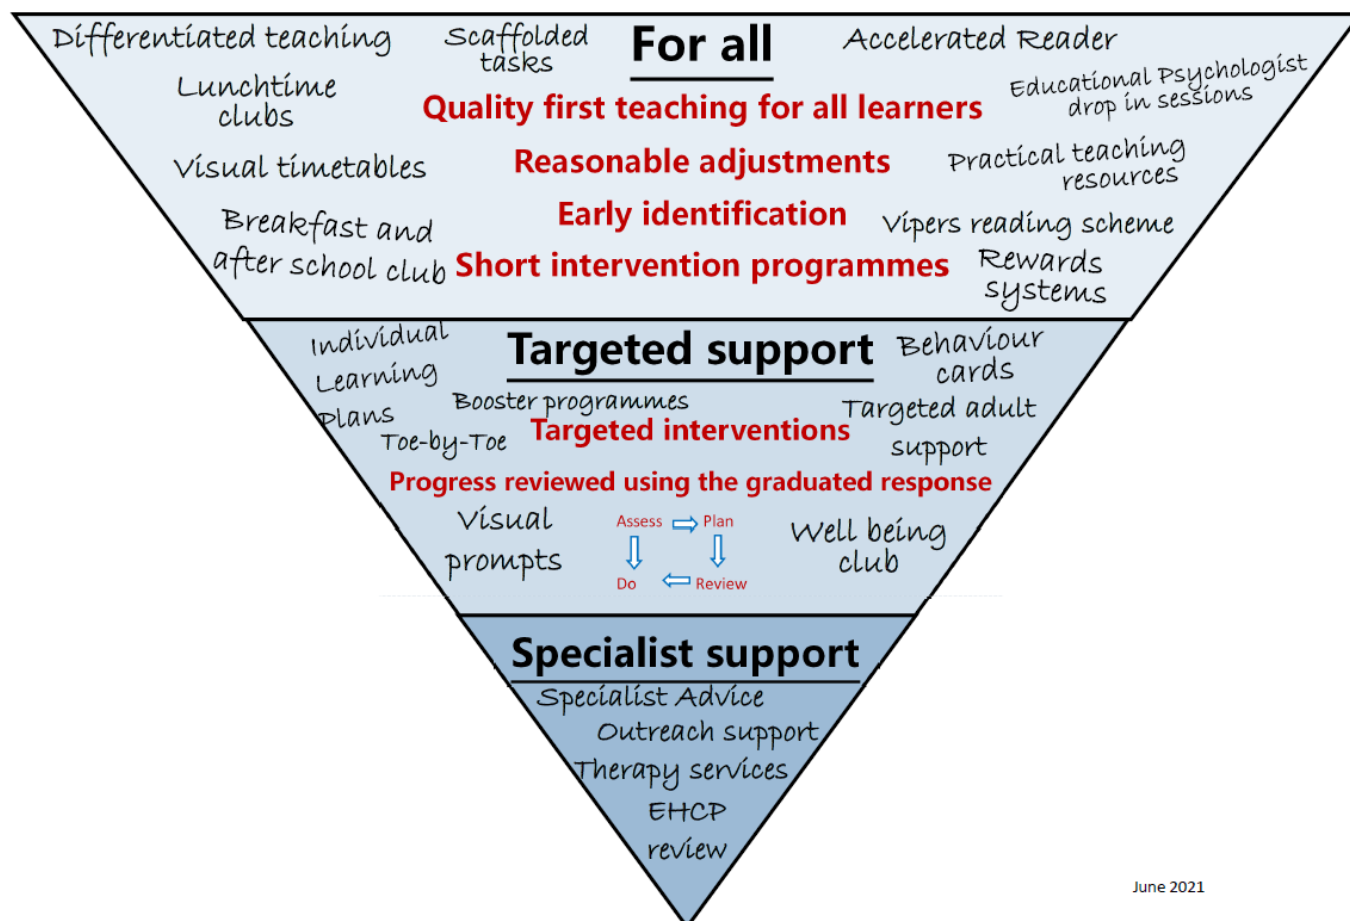 Differentiated teaching
Scaffolded
tasks
For all
Accelerated Reader
Lunchtime
clubs
Quality first teaching for all learners
Educational Psychologist
drop in sessions
Visual timetables
Reasonable adjustments
Practical teaching
resources
Breakfast and
after school club
Early identification
Vipers reading scheme
Short intervention programmes
Rewards
systems
Individual
Learning
Plans
Targeted support
Behaviour
cards
Booster programmes
Toe-by-Toe
Targeted interventions
Targeted adult
support
Progress reviewed using the graduated response
Visual
prompts
Assess
Plan
Do
Review
Well being
club
Specialist support
Specialist Advice
Outreach support
Therapy services
EHCP
review
June 2021